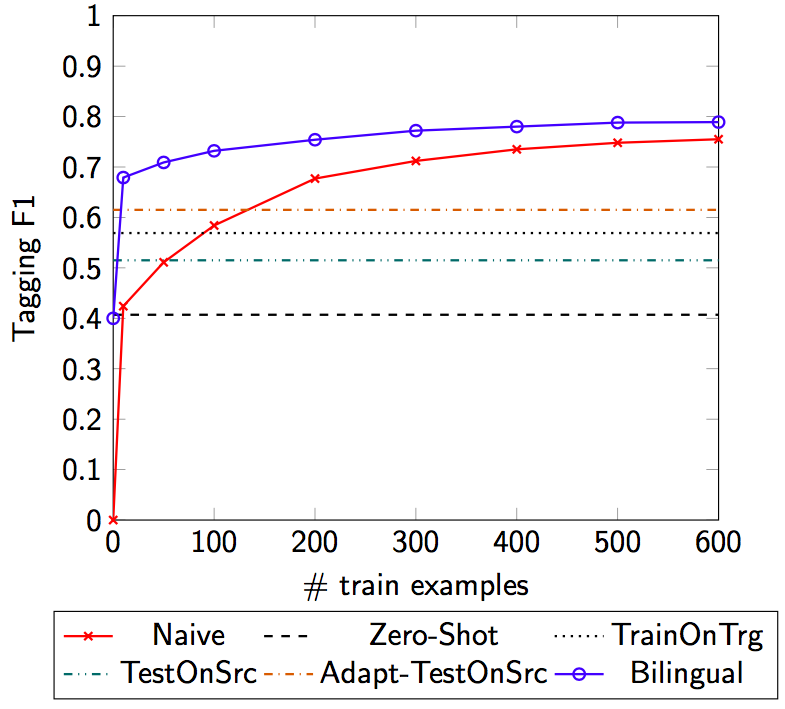 1
0.9
0.8
0.7
0.6
0.5
0.4
0.3
0.2
0.1
0
Tagging F1
0 100 200 300 400 500 600
# train examples
Naive Zero-Shot TrainOnTrg
TestOnSrc Adapt-TestOnSrc Bilingual